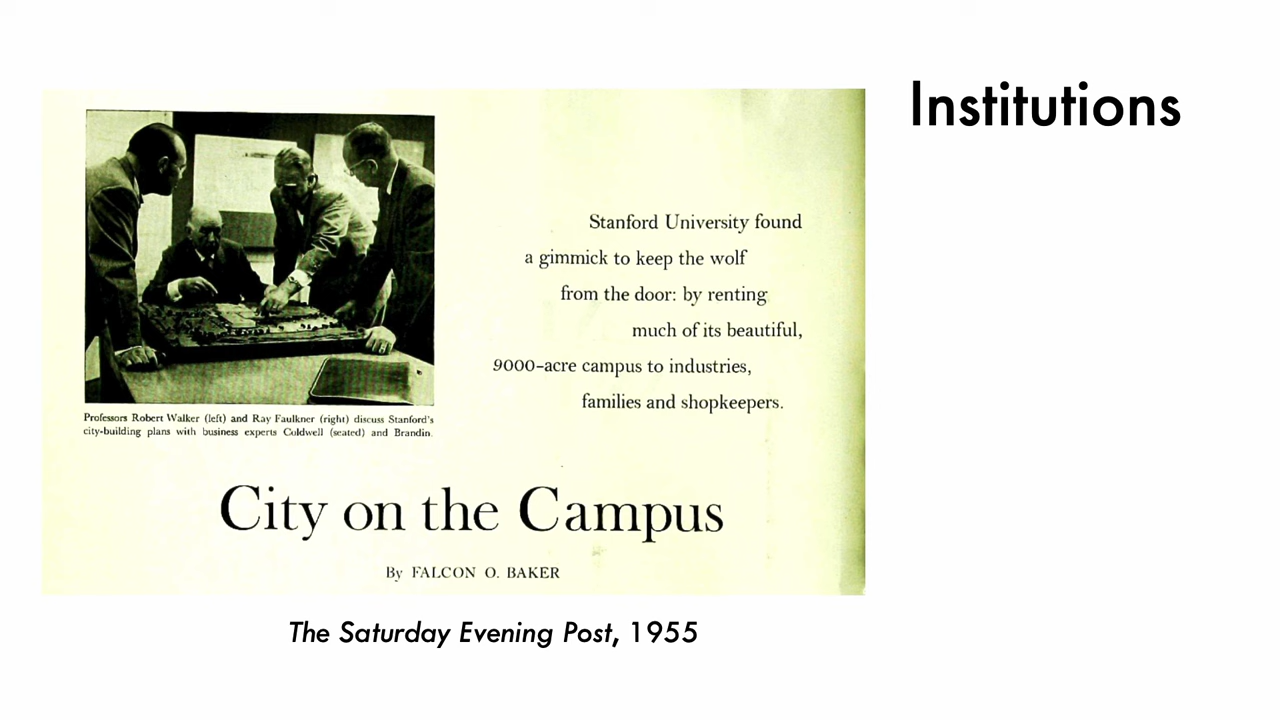 Institutions
Stanford University found
a gimmick to keep the wolf
from the door: by renting
much of its beautiful,
9000-acre campus to industries,
families and shopkeepers.
Professors Robert Walker (left) and Ray Faulkner (right) discuss Stanford's
city-building plans with business experts Coldwell (seated) and Brandin.
City on the Campus
By FALCON O. BAKER
The Saturday Evening Post, 1955